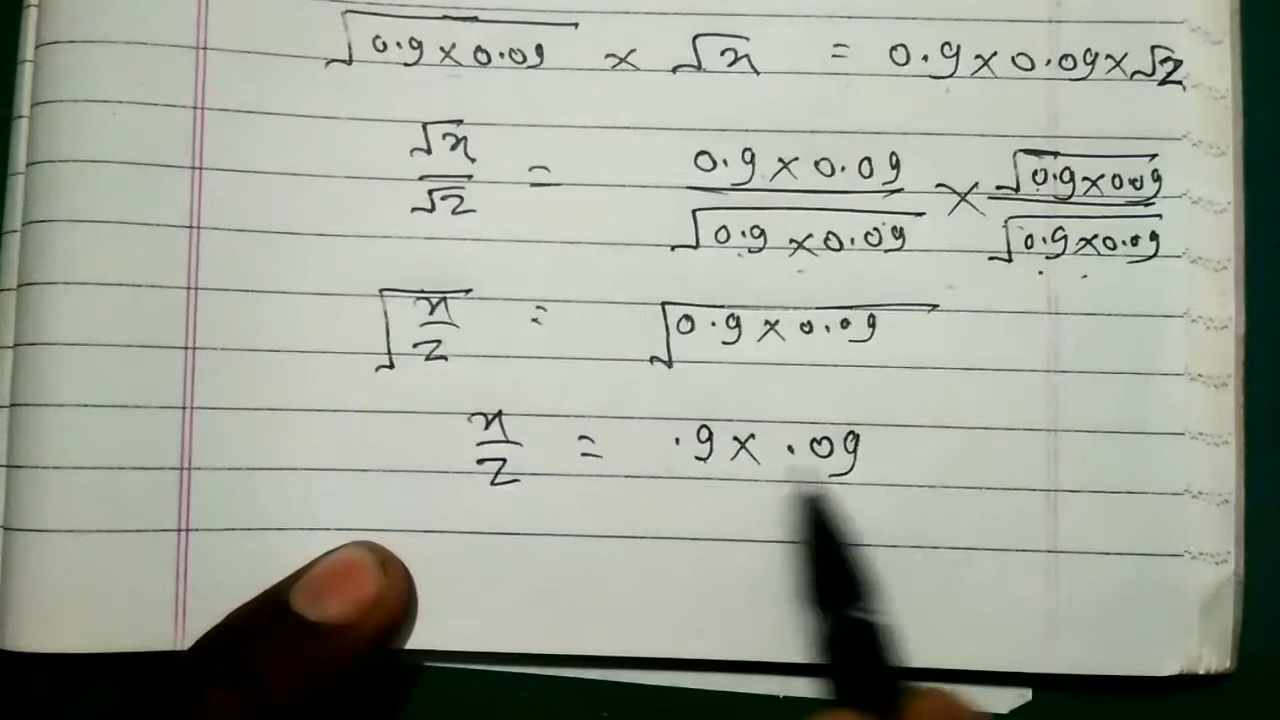 √0.9×0.09 × √x = 0.9×0.09×√z
√x/√z = 0.9×0.09/√0.9×0.09 × √0.9×0.09/√0.9×0.09
√x/z = √0.9×0.09
x/z = .9×.09